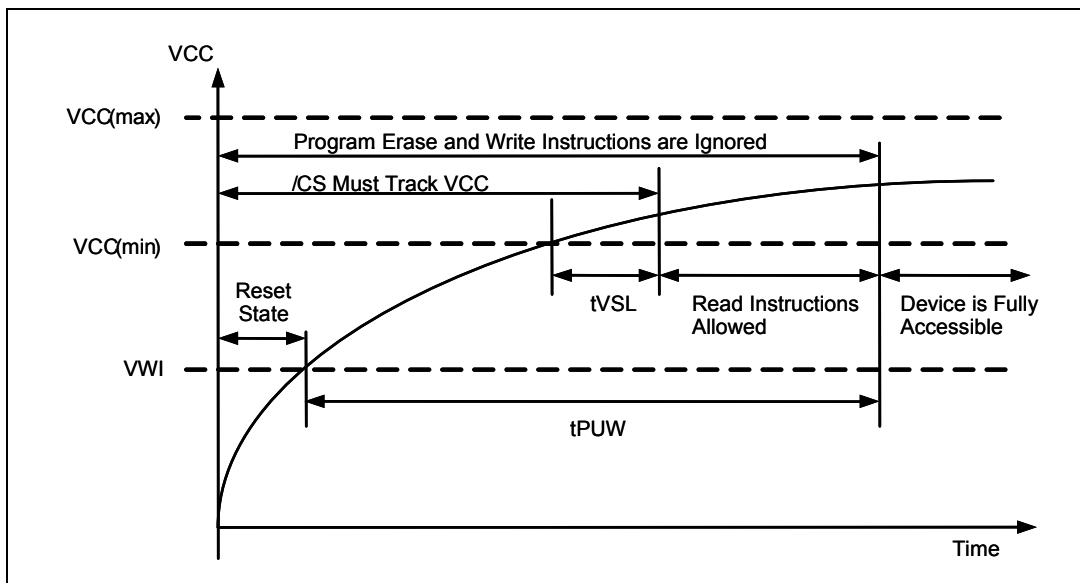 VCC
VCC(max)
Program Erase and Write Instructions are Ignored
/CS Must Track VCC
VCC(min)
Reset
State
tVSL
Read Instructions
Allowed
Device is Fully
Accessible
VWI
tPUW
Time